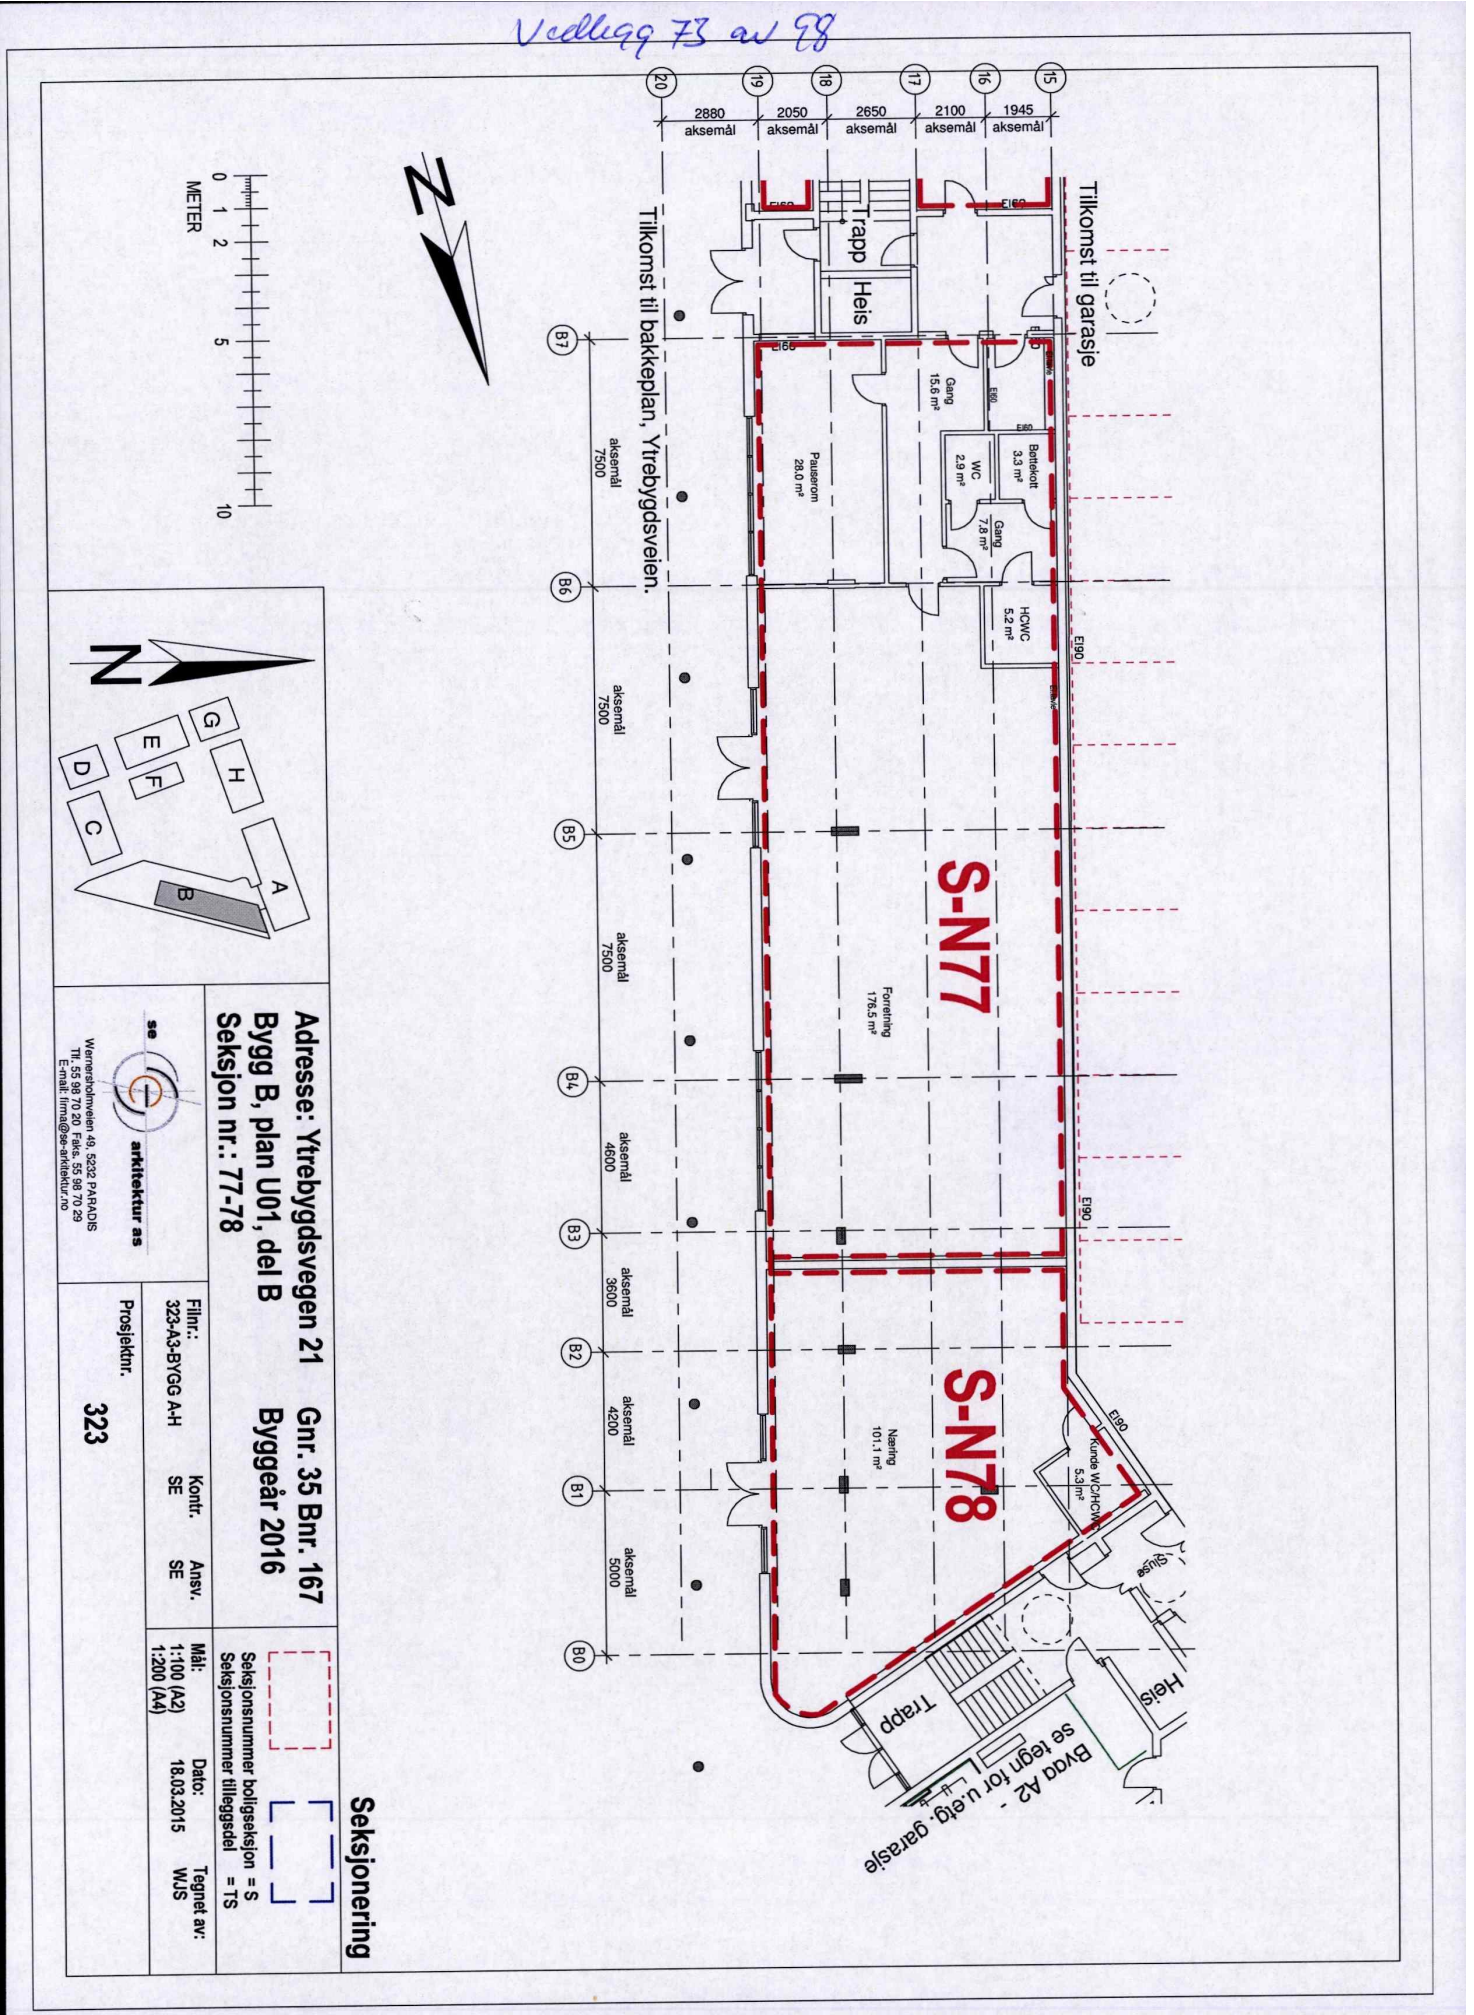 Vedlegg 73 av 98
20
19
18
17
16
15
2880
aksemål
2050
aksemål
2650
aksemål
2100
aksemål
1945
aksemål
Tilkomst til garasje
Tilkomst til bakkeplan, Ytrebygdsveien.
Trapp
Heis
EI60
EI60
EI60
EI60
EI60
Gang
15.6 m²
Pauserom
28.0 m²
WC
2.9 m²
Bøttekott
3.3 m²
Gang
7.8 m²
HCWC
5.2 m²
EI90
S-N77
Forretning
176.5 m²
EI90
S-N78
Næring
101.1 m²
EI90
Kunde WC/HCWC
5.3 m²
Sluse
Heis
Trapp
Bygg A2 -
se tegn for u.etg. garasje
B7
B6
B5
B4
B3
B2
B1
B0
aksemål
7500
aksemål
7500
aksemål
7500
aksemål
4600
aksemål
3600
aksemål
4200
aksemål
5000
N
0 1 2 5 10
METER
N
G
H
E
F
D
C
A
B
Adresse: Ytrebygdsvegen 21 Gnr. 35 Bnr. 167
Bygg B, plan U01, del B Byggeår 2016
Seksjon nr.: 77-78
se arkitektur as
Wernersholmveien 49, 5232 PARADIS
Tlf. 55 98 70 20 Faks. 55 98 70 29
E-mail: firma@se-arkitektur.no
Filnr.:
323-A3-BYGG A-H
Kontr.
SE
Ansv.
SE
Prosjektnr.
323
Seksjonering
Seksjonsnummer boligseksjon = S
Seksjonsnummer tilleggsdel = TS
Mål:
1:100 (A2)
1:200 (A4)
Dato:
18.03.2015
Tegnet av:
WJS